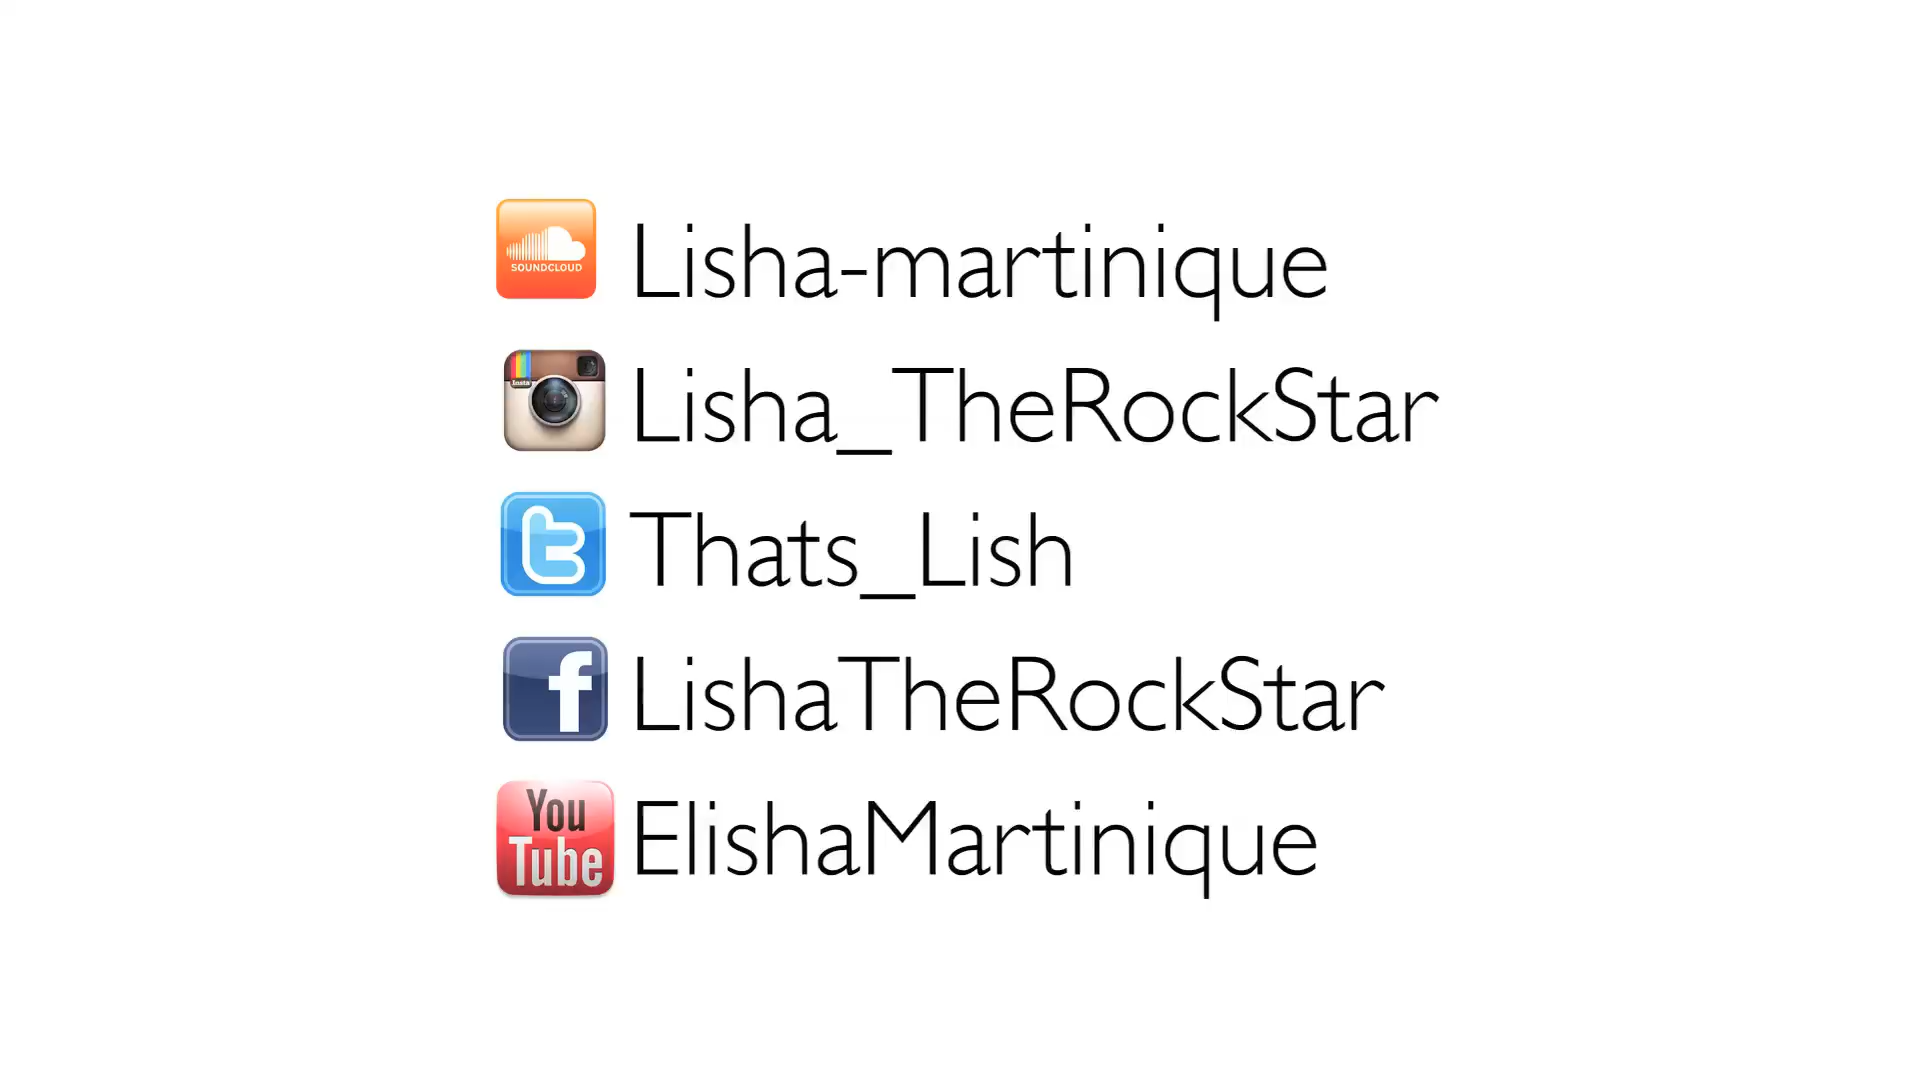 SOUNDCLOUD Lisha-martinique
Insta Lisha_TheRockStar
Thats_Lish
LishaTheRockStar
You
Tube ElishaMartinique